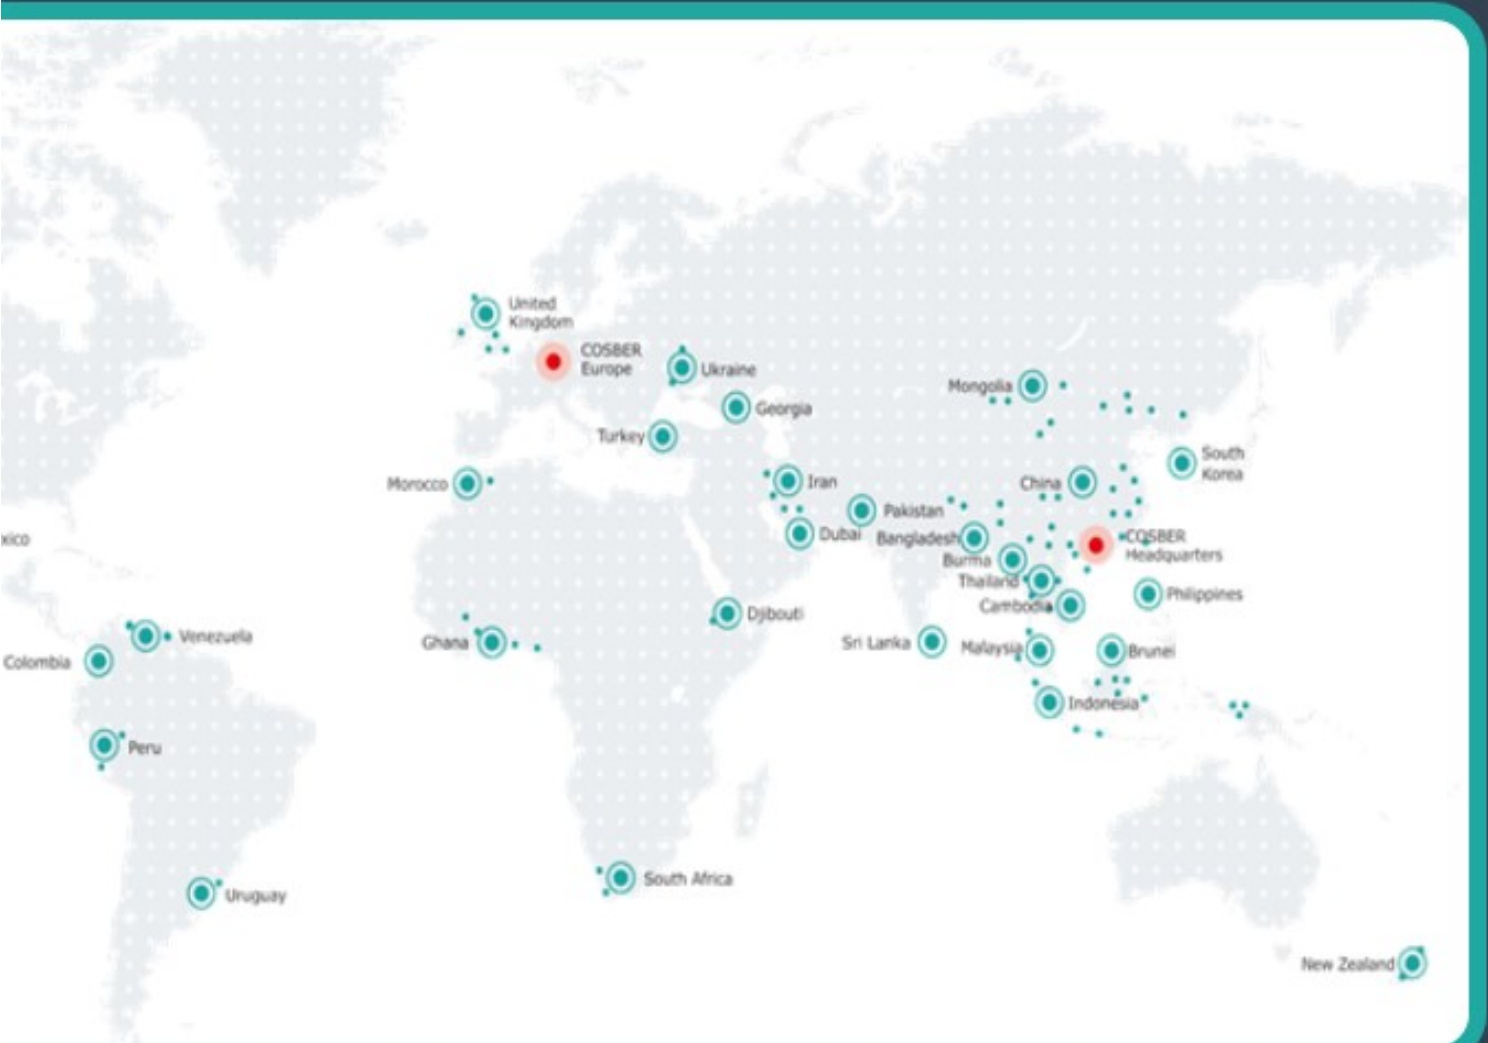 United
Kingdom
COSBER
Europe
Ukraine
Georgia
Turkey
Mongolia
South
Korea
Morocco
Iran
China
Pakistan
Dubai
Bangladesh
COSBER
Headquarters
xico
Burma
Thailand
Philippines
Cambodia
Djibouti
Venezuela
Ghana
Sri Lanka
Malaysia
Brunei
Colombia
Indonesia
Peru
South Africa
Uruguay
New Zealand